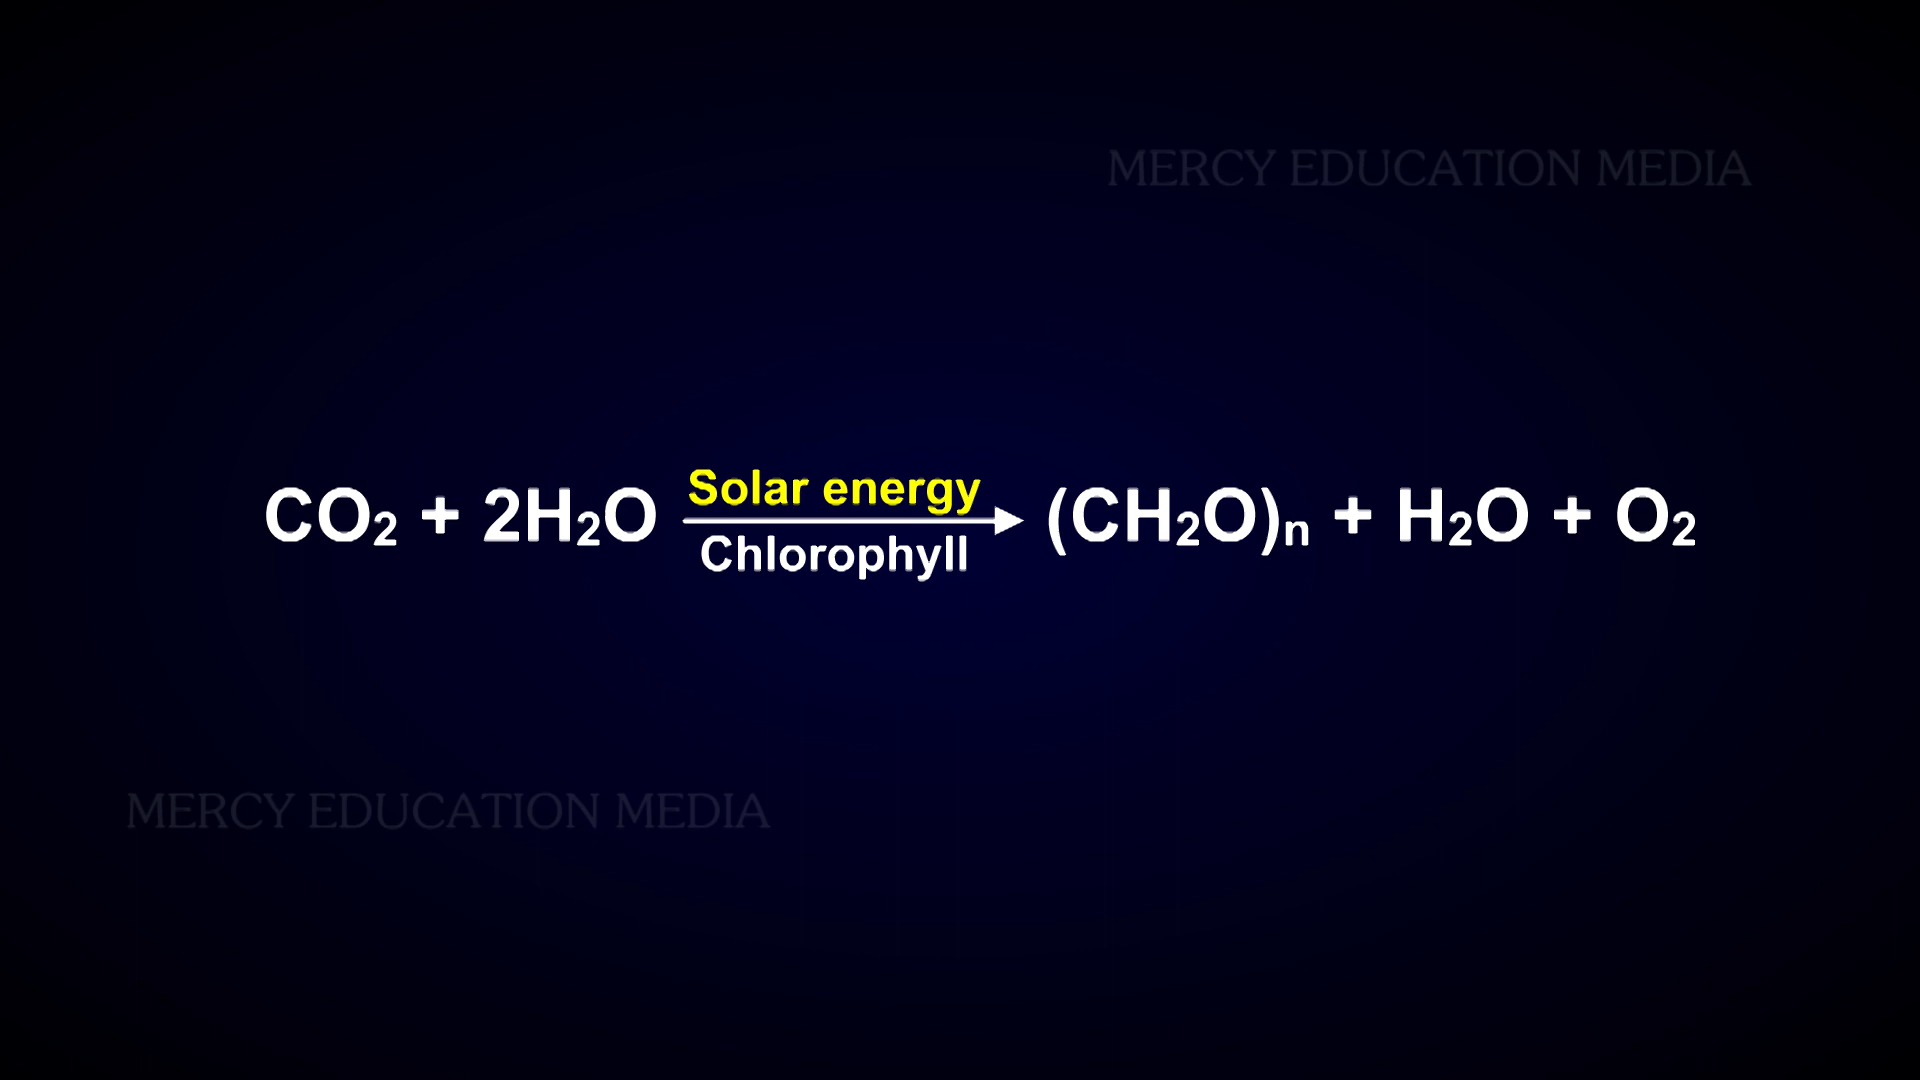 MERCY EDUCATION MEDIA
Solar energy
CO₂ + 2H₂O → (CH₂O)ₙ + H₂O + O₂
Chlorophyll
MERCY EDUCATION MEDIA